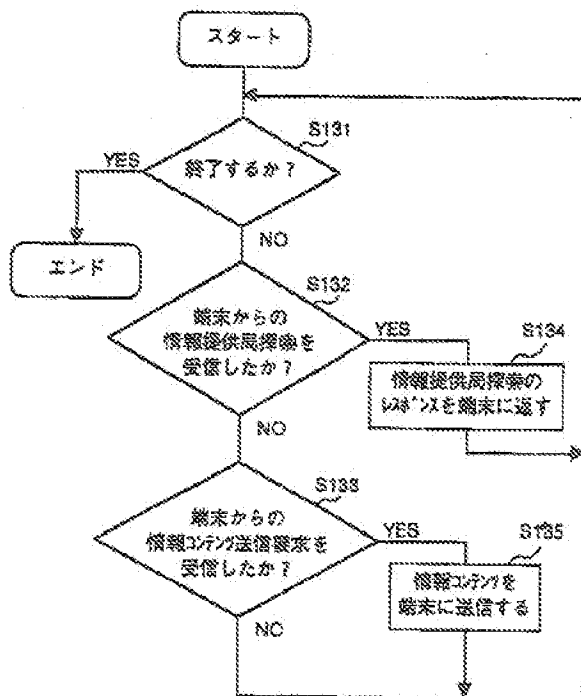 スタート
S131
終了するか？
YES
NO
エンド
S132
端末からの
情報提供局探索を
受信したか？
YES
NO
S134
情報提供局探索の
ﾚｽﾎﾟﾝｽを端末に返す
S133
端末からの
情報ｺﾝﾃﾝﾂ送信要求を
受信したか？
YES
NO
S135
情報ｺﾝﾃﾝﾂを
端末に送信する